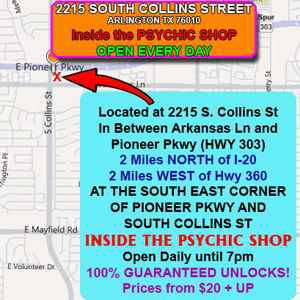 2215 SOUTH COLLINS STREET
ARLINGTON TX 76010
Inside the PSYCHIC SHOP
OPEN EVERY DAY
Spur
303
E Pioneer Pkwy
X
Ln
S Collins St
Located at 2215 S. Collins St
In Between Arkansas Ln and
Pioneer Pkwy (HWY 303)
2 Miles NORTH of I-20
2 Miles WEST of Hwy 360
AT THE SOUTH EAST CORNER
OF PIONEER PKWY AND
SOUTH COLLINS ST
INSIDE THE PSYCHIC SHOP
Open Daily until 7pm
100% GUARANTEED UNLOCKS!
Prices from $20 + UP
E Mayfield Rd
E Volunteer Dr